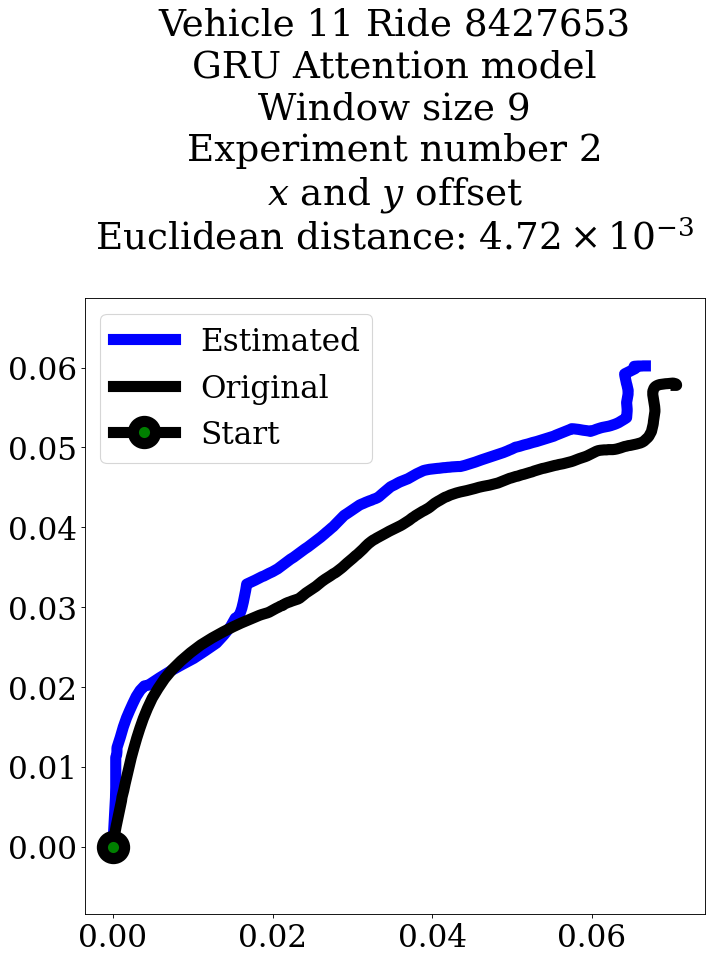 Vehicle 11 Ride 8427653
GRU Attention model
Window size 9
Experiment number 2
x and y offset
Euclidean distance: 4.72 × 10⁻³
Estimated
Original
Start
0.06
0.05
0.04
0.03
0.02
0.01
0.00
0.00 0.02 0.04 0.06